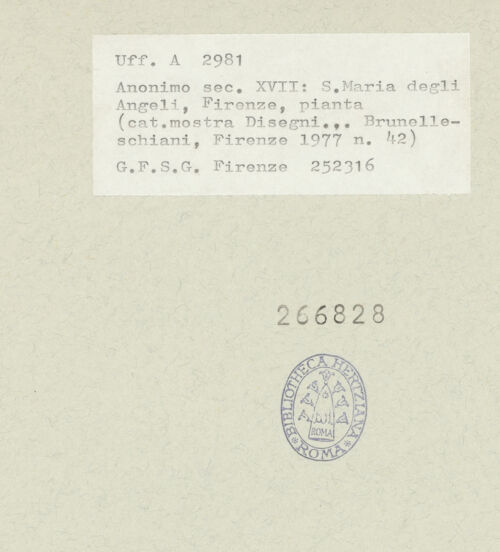 Uff. A 2981
Anonimo sec. XVII: S.Maria degli
Angeli, Firenze, pianta
(cat.mostra Disegni... Brunelle-
schiani, Firenze 1977 n. 42)
G.F.S.G. Firenze 252316
266828
BIBLIOTHECA HERTZIANA
ROMA
ROMA